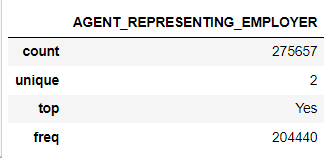 AGENT_REPRESENTING_EMPLOYER
count 275657
unique 2
top Yes
freq 204440